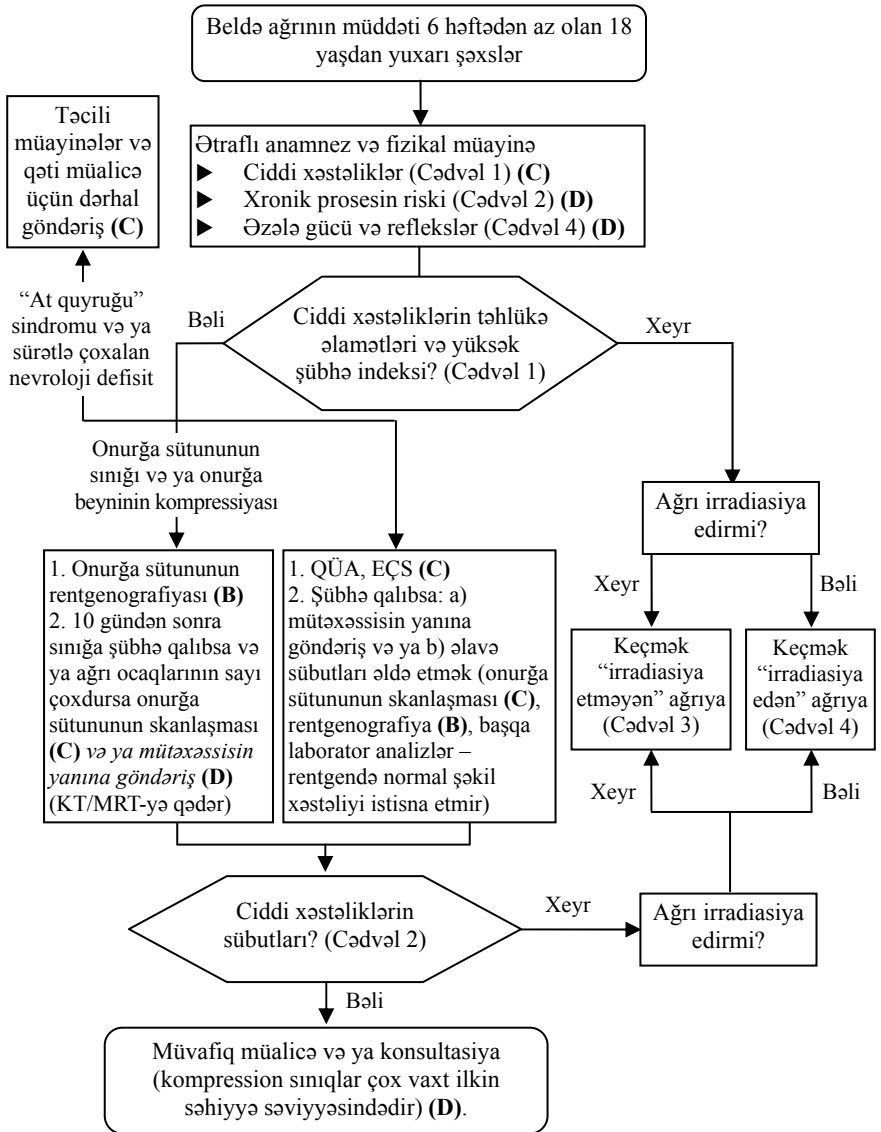 Beldə ağrının müddəti 6 həftədən az olan 18
yaşdan yuxarı şəxslər
Təcili
müayinələr və
qəti müalicə
üçün dərhal
göndəriş (C)
Ətraflı anamnez və fizikal müayinə
▶ Ciddi xəstəliklər (Cədvəl 1) (C)
▶ Xronik prosesin riski (Cədvəl 2) (D)
▶ Əzələ gücü və reflekslər (Cədvəl 4) (D)
“At quyruğu”
sindromu və ya
sürətlə çoxalan
nevroloji defisit
Bəli
Ciddi xəstəliklərin təhlükə
əlamətləri və yüksək
şübhə indeksi? (Cədvəl 1)
Xeyr
Onurğa sütununun
sınığı və ya onurğa
beyninin kompressiyası
Ağrı irradiasiya
edirmi?
1. Onurğa sütununun
rentgenografiyası (B)
2. 10 gündən sonra
sınığa şübhə qalıbsa və
ya ağrı ocaqlarının sayı
çoxdursa onurğa
sütununun skanlaşması
(C) və ya mütəxəssisin
yanına göndəriş (D)
(KT/MRT-yə qədər)
1. QÜA, EÇS (C)
2. Şübhə qalıbsa: a)
mütəxəssisin yanına
göndəriş və ya b) əlavə
sübutları əldə etmək (onurğa
sütununun skanlaşması (C),
rentgenografiya (B), başqa
laborator analizlər –
rentgendə normal şəkil
xəstəliyi istisna etmir)
Xeyr
Bəli
Keçmək
“irradiasiya
etməyən” ağrıya
(Cədvəl 3)
Keçmək
“irradiasiya
edən” ağrıya
(Cədvəl 4)
Xeyr
Bəli
Ciddi xəstəliklərin
sübutları? (Cədvəl 2)
Xeyr
Ağrı irradiasiya
edirmi?
Bəli
Müvafiq müalicə və ya konsultasiya
(kompression sınıqlar çox vaxt ilkin
səhiyyə səviyyəsindədir) (D).